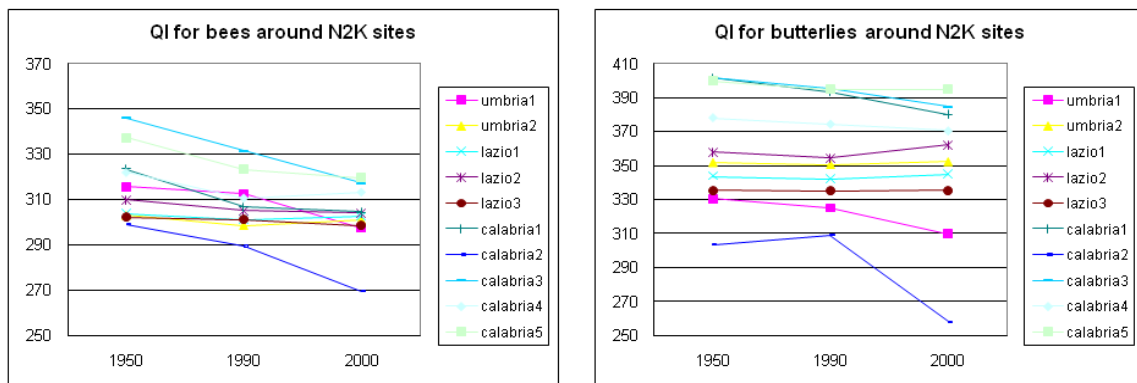 QI for bees around N2K sites
370
350
330
310
290
270
250
1950
1990
2000
umbria1
umbria2
lazio1
lazio2
lazio3
calabria1
calabria2
calabria3
calabria4
calabria5
QI for butterlies around N2K sites
410
390
370
350
330
310
290
270
250
1950
1990
2000
umbria1
umbria2
lazio1
lazio2
lazio3
calabria1
calabria2
calabria3
calabria4
calabria5